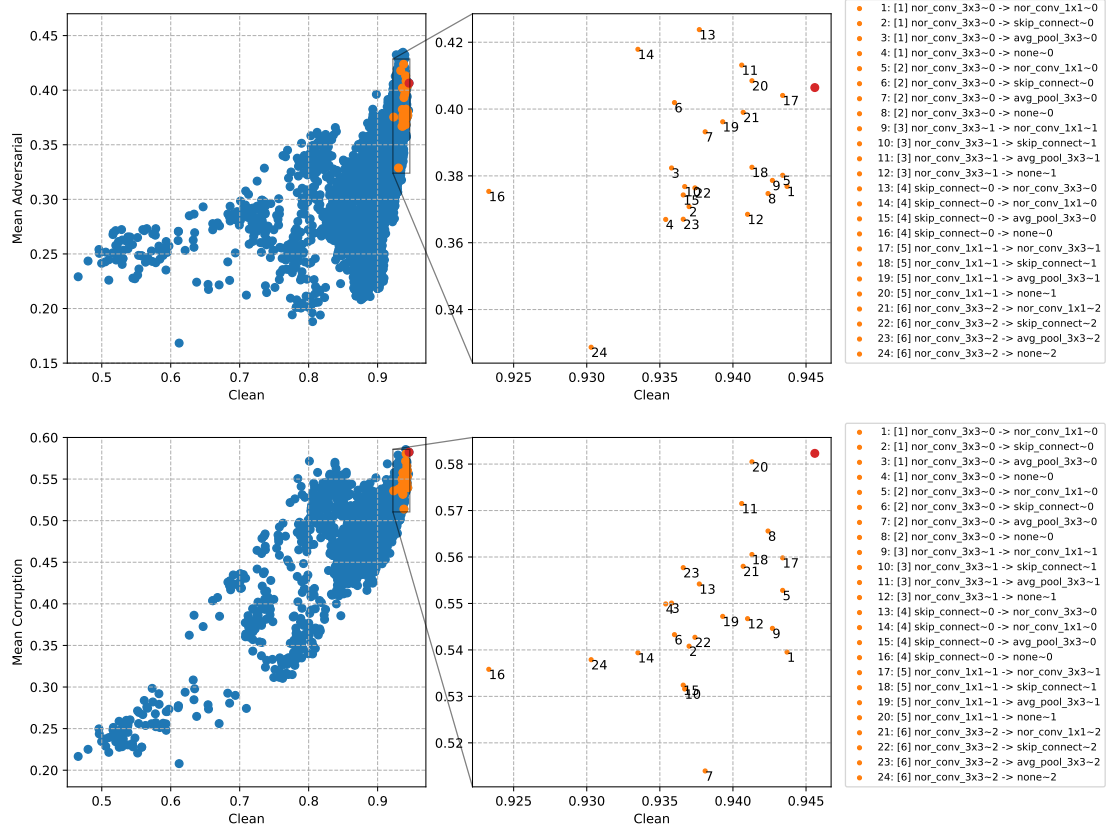 0.45
0.40
0.35
0.30
0.25
0.20
0.15
Mean Adversarial
0.5
0.6
0.7
0.8
0.9
Clean
0.42
0.40
0.38
0.36
0.34
13
14
11
20
17
6
21
19
7
3
18
5
9
1
10
22
15
8
2
12
4
23
16
24
0.925
0.930
0.935
0.940
0.945
Clean
1: [1] nor_conv_3x3~0 -> nor_conv_1x1~0
2: [1] nor_conv_3x3~0 -> skip_connect~0
3: [1] nor_conv_3x3~0 -> avg_pool_3x3~0
4: [1] nor_conv_3x3~0 -> none~0
5: [2] nor_conv_3x3~0 -> nor_conv_1x1~0
6: [2] nor_conv_3x3~0 -> skip_connect~0
7: [2] nor_conv_3x3~0 -> avg_pool_3x3~0
8: [2] nor_conv_3x3~0 -> none~0
9: [3] nor_conv_3x3~1 -> nor_conv_1x1~1
10: [3] nor_conv_3x3~1 -> skip_connect~1
11: [3] nor_conv_3x3~1 -> avg_pool_3x3~1
12: [3] nor_conv_3x3~1 -> none~1
13: [4] skip_connect~0 -> nor_conv_3x3~0
14: [4] skip_connect~0 -> nor_conv_1x1~0
15: [4] skip_connect~0 -> avg_pool_3x3~0
16: [4] skip_connect~0 -> none~0
17: [5] nor_conv_1x1~1 -> nor_conv_3x3~1
18: [5] nor_conv_1x1~1 -> skip_connect~1
19: [5] nor_conv_1x1~1 -> avg_pool_3x3~1
20: [5] nor_conv_1x1~1 -> none~1
21: [6] nor_conv_3x3~2 -> nor_conv_1x1~2
22: [6] nor_conv_3x3~2 -> skip_connect~2
23: [6] nor_conv_3x3~2 -> avg_pool_3x3~2
24: [6] nor_conv_3x3~2 -> none~2
0.60
0.55
0.50
0.45
0.40
0.35
0.30
0.25
0.20
Mean Corruption
0.5
0.6
0.7
0.8
0.9
Clean
0.58
0.57
0.56
0.55
0.54
0.53
0.52
20
11
8
18
17
23
21
13
5
4
3
19
12
9
6
22
2
14
1
24
16
15
10
7
0.925
0.930
0.935
0.940
0.945
Clean
1: [1] nor_conv_3x3~0 -> nor_conv_1x1~0
2: [1] nor_conv_3x3~0 -> skip_connect~0
3: [1] nor_conv_3x3~0 -> avg_pool_3x3~0
4: [1] nor_conv_3x3~0 -> none~0
5: [2] nor_conv_3x3~0 -> nor_conv_1x1~0
6: [2] nor_conv_3x3~0 -> skip_connect~0
7: [2] nor_conv_3x3~0 -> avg_pool_3x3~0
8: [2] nor_conv_3x3~0 -> none~0
9: [3] nor_conv_3x3~1 -> nor_conv_1x1~1
10: [3] nor_conv_3x3~1 -> skip_connect~1
11: [3] nor_conv_3x3~1 -> avg_pool_3x3~1
12: [3] nor_conv_3x3~1 -> none~1
13: [4] skip_connect~0 -> nor_conv_3x3~0
14: [4] skip_connect~0 -> nor_conv_1x1~0
15: [4] skip_connect~0 -> avg_pool_3x3~0
16: [4] skip_connect~0 -> none~0
17: [5] nor_conv_1x1~1 -> nor_conv_3x3~1
18: [5] nor_conv_1x1~1 -> skip_connect~1
19: [5] nor_conv_1x1~1 -> avg_pool_3x3~1
20: [5] nor_conv_1x1~1 -> none~1
21: [6] nor_conv_3x3~2 -> nor_conv_1x1~2
22: [6] nor_conv_3x3~2 -> skip_connect~2
23: [6] nor_conv_3x3~2 -> avg_pool_3x3~2
24: [6] nor_conv_3x3~2 -> none~2